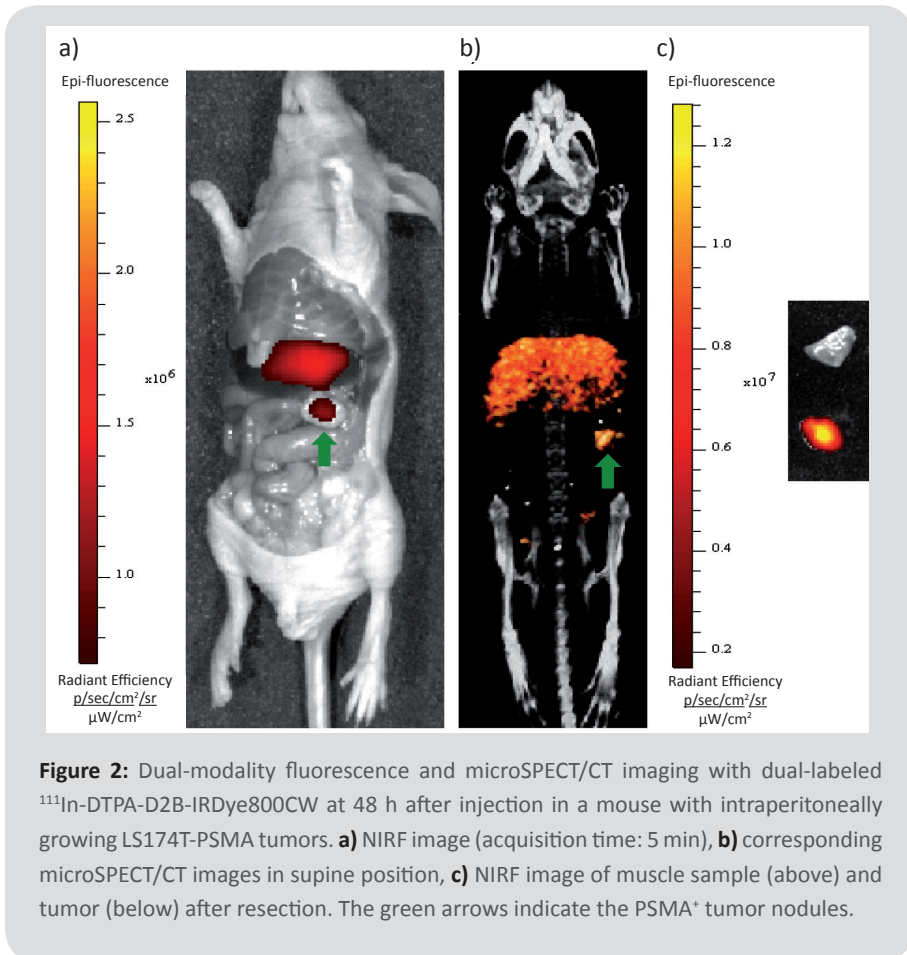 a)
b)
c)
Epi-fluorescence
2.5
2.0
x10⁶
1.5
1.0
Radiant Efficiency
p/sec/cm²/sr
µW/cm²
Epi-fluorescence
1.2
1.0
0.8
x10⁷
0.6
0.4
0.2
Radiant Efficiency
p/sec/cm²/sr
µW/cm²
Figure 2: Dual-modality fluorescence and microSPECT/CT imaging with dual-labeled
¹¹¹In-DTPA-D2B-IRDye800CW at 48 h after injection in a mouse with intraperitoneally
growing LS174T-PSMA tumors. a) NIRF image (acquisition time: 5 min), b) corresponding
microSPECT/CT images in supine position, c) NIRF image of muscle sample (above) and
tumor (below) after resection. The green arrows indicate the PSMA⁺ tumor nodules.